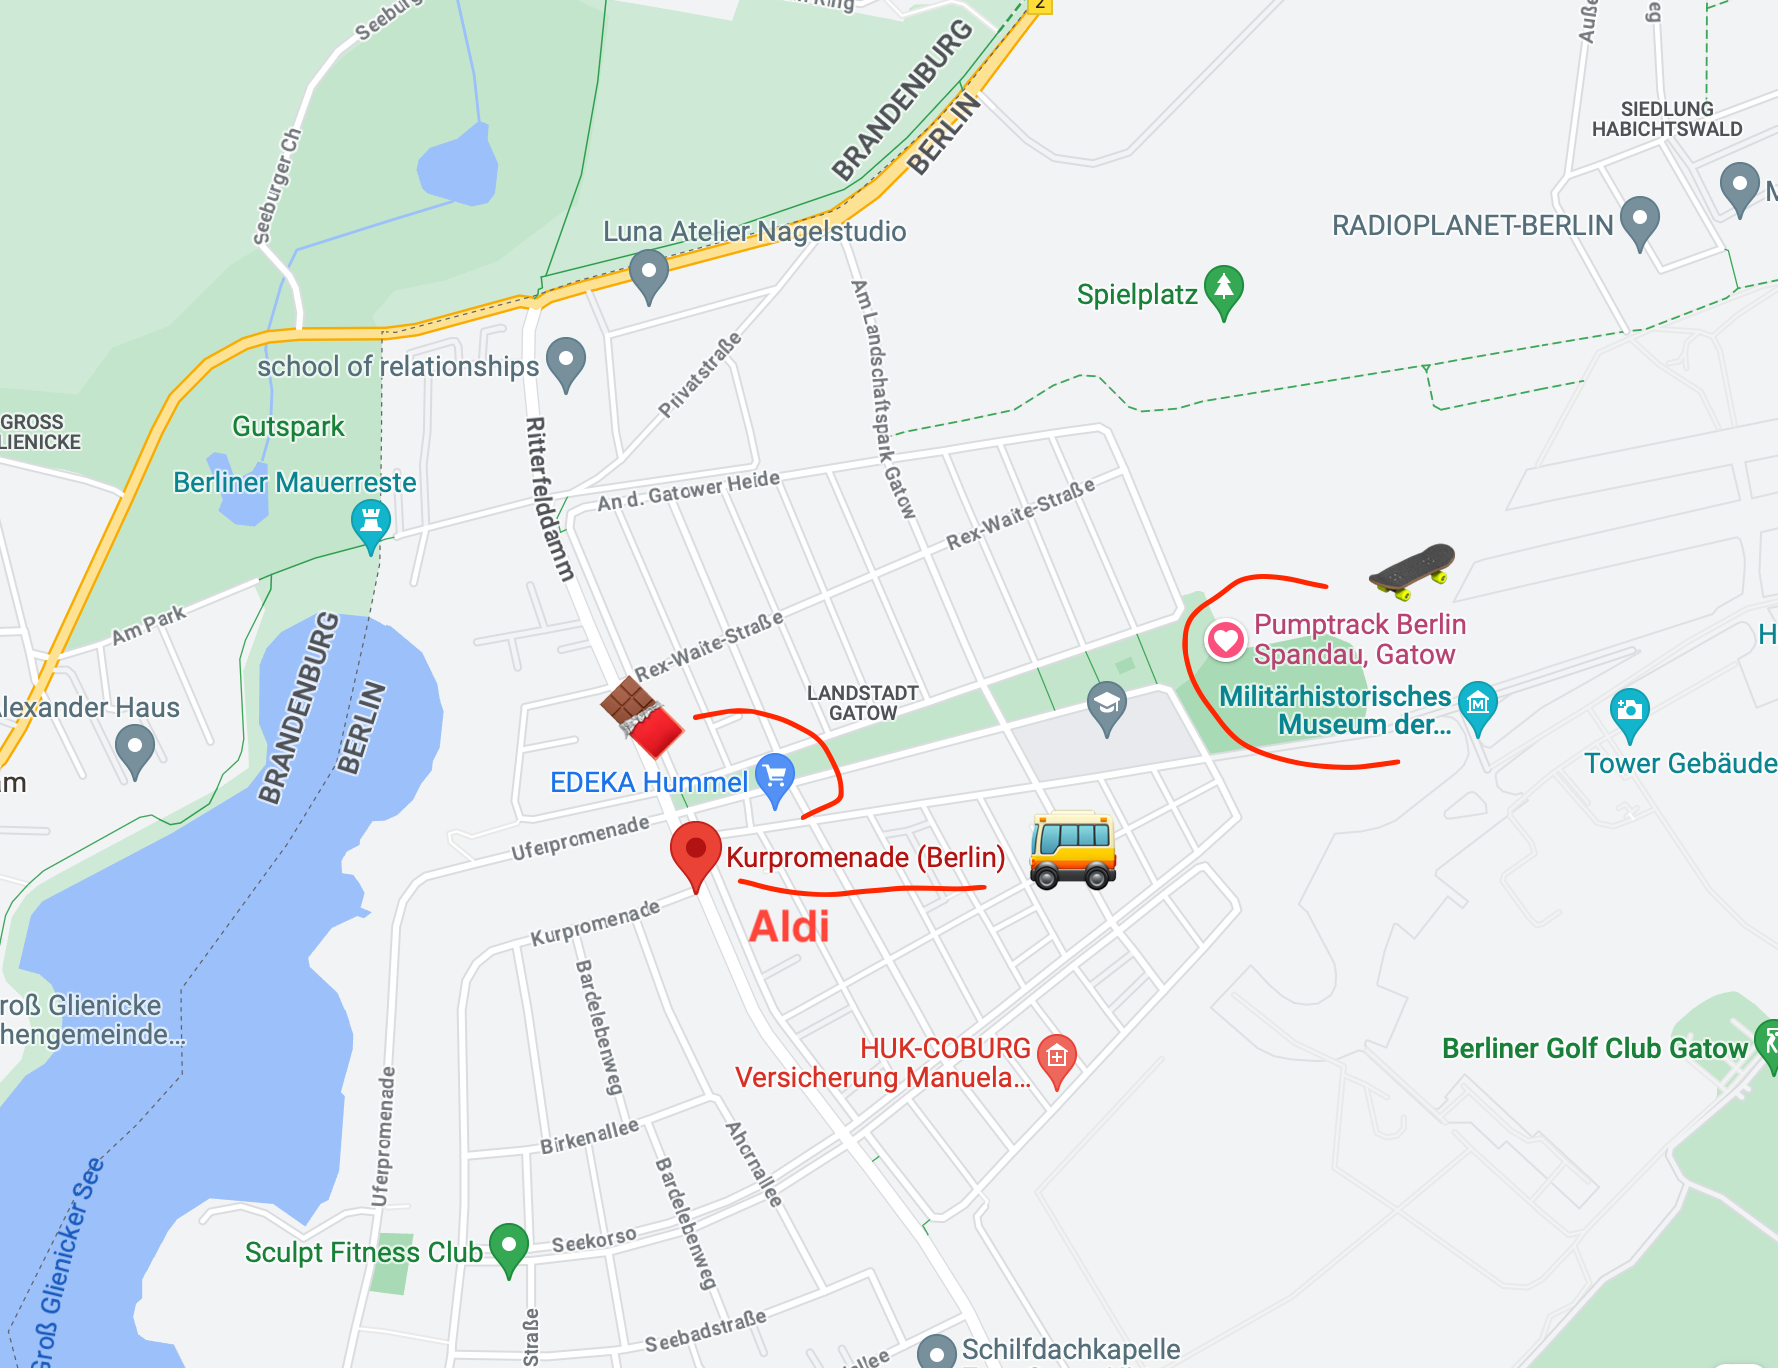 2
Seeburg
Seeburger Ch
BRANDENBURG
BERLIN
SIEDLUNG
HABICHTSWALD
Luna Atelier Nagelstudio
RADIOPLANET-BERLIN
Spielplatz
Am Landschaftspark Gatow
school of relationships
Privatstraße
GROSS
LIENICKE
Gutspark
Ritterfelddamm
Berliner Mauerreste
An d. Gatower Heide
Rex-Waite-Straße
Am Park
Rex-Waite-Straße
Pumptrack Berlin
Spandau, Gatow
BRANDENBURG
BERLIN
LANDSTADT
GATOW
Militärhistorisches
Museum der...
lexander Haus
Tower Gebäude
EDEKA Hummel
am
Uferpromenade
Kurpromenade (Berlin)
Aldi
Kurpromenade
Bardelebenweg
roß Glienicke
hengemeinde...
HUK-COBURG
Versicherung Manuela...
Berliner Golf Club Gatow
Uferpromenade
Birkenallee
Ahornallee
Bardelebenweg
Groß Glienicker See
Seekorso
Sculpt Fitness Club
Straße
Seebadstraße
Schilfdachkapelle